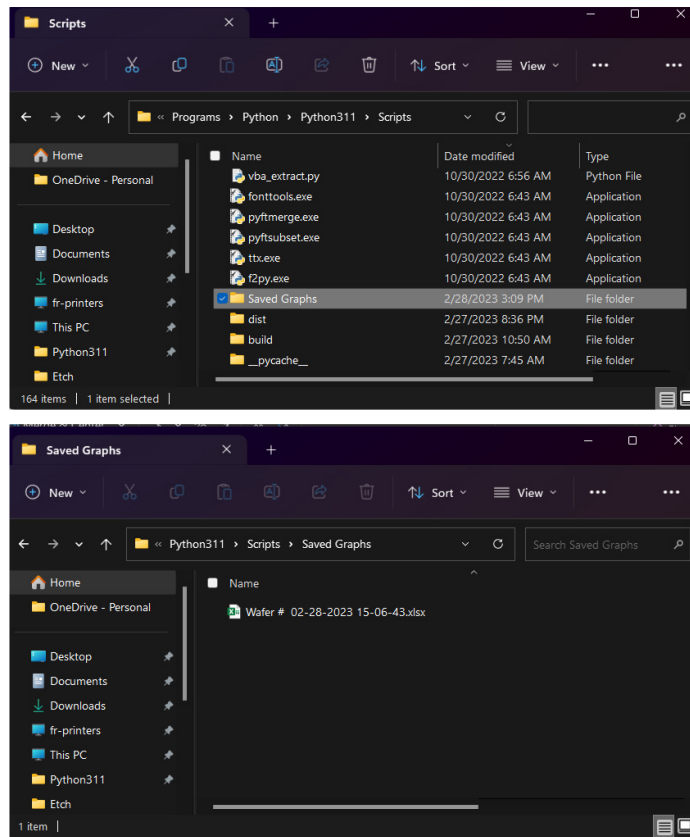 Scripts
New Sort View
« Programs > Python > Python311 > Scripts
Home Name Date modified Type
OneDrive - Personal vba_extract.py 10/30/2022 6:56 AM Python File
fonttools.exe 10/30/2022 6:43 AM Application
Desktop pyftmerge.exe 10/30/2022 6:43 AM Application
Documents pyftsubset.exe 10/30/2022 6:43 AM Application
Downloads ttx.exe 10/30/2022 6:43 AM Application
f2py.exe 10/30/2022 6:43 AM Application
fr-printers Saved Graphs 2/28/2023 3:09 PM File folder
This PC dist 2/27/2023 8:36 PM File folder
Python311 build 2/27/2023 10:50 AM File folder
Etch __pycache__ 2/27/2023 7:45 AM File folder
164 items | 1 item selected |
Saved Graphs
New Sort View
« Python311 > Scripts > Saved Graphs Search Saved Graphs
Home Name
OneDrive - Personal Wafer # 02-28-2023 15-06-43.xlsx
Desktop
Documents
Downloads
fr-printers
This PC
Python311
Etch
1 item |